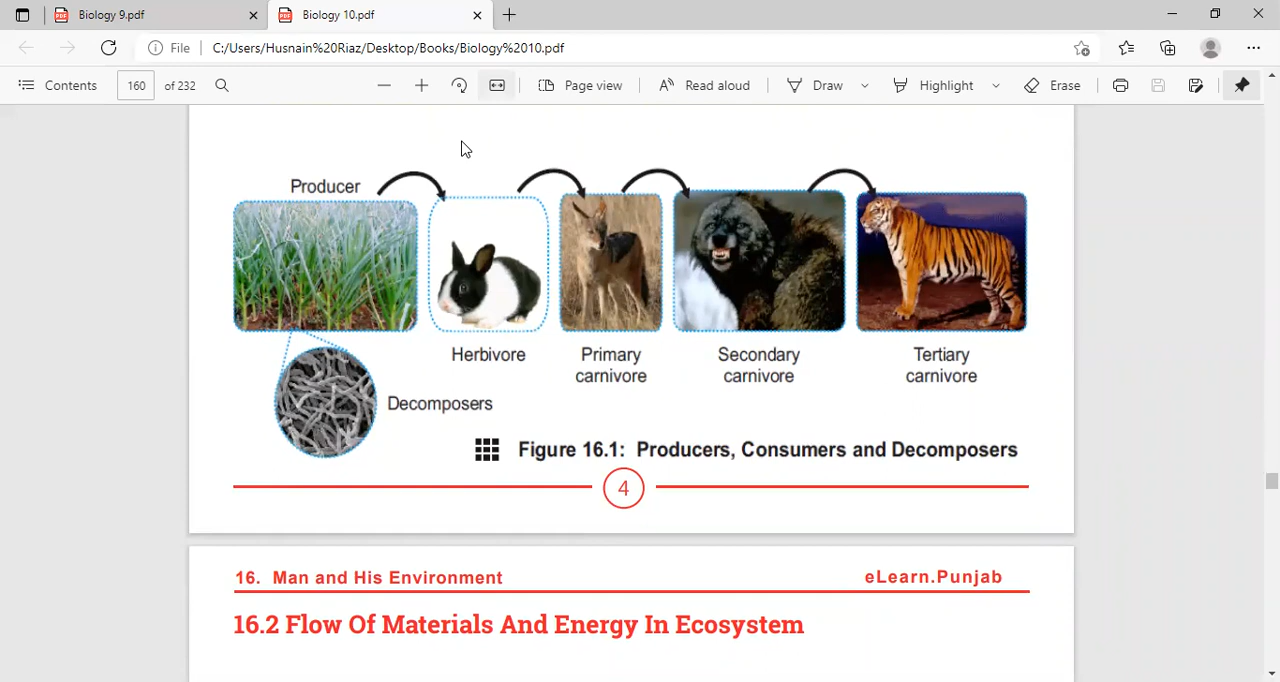 Biology 9.pdf
Biology 10.pdf
File
C:/Users/Husnain%20Riaz/Desktop/Books/Biology%2010.pdf
Contents
160 of 232
Page view
Read aloud
Draw
Highlight
Erase
Producer
Herbivore
Primary
carnivore
Secondary
carnivore
Tertiary
carnivore
Decomposers
Figure 16.1: Producers, Consumers and Decomposers
4
16. Man and His Environment
eLearn.Punjab
16.2 Flow Of Materials And Energy In Ecosystem